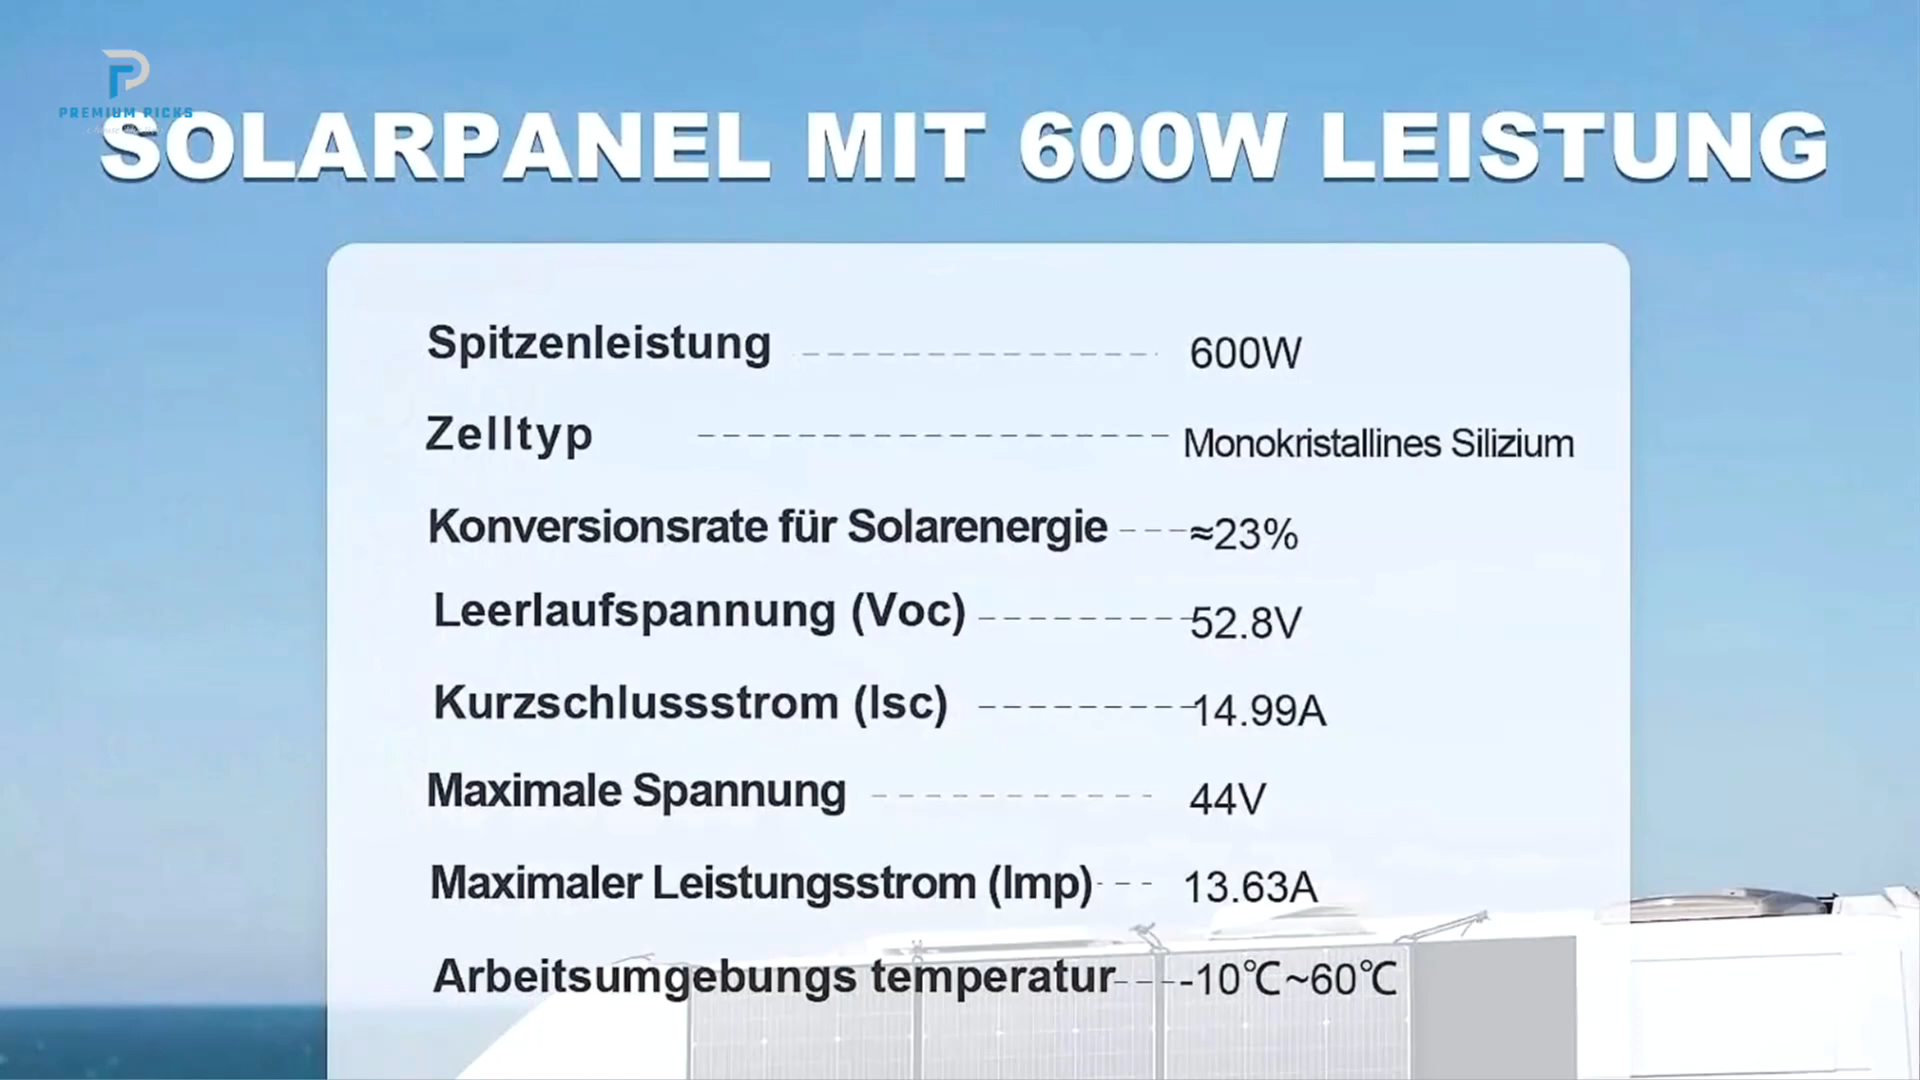 PREMIUM PICKS
SOLARPANEL MIT 600W LEISTUNG
Spitzenleistung 600W
Zelltyp Monokristallines Silizium
Konversionsrate für Solarenergie ≈23%
Leerlaufspannung (Voc) 52.8V
Kurzschlussstrom (Isc) 14.99A
Maximale Spannung 44V
Maximaler Leistungsstrom (Imp) 13.63A
Arbeitsumgebungs temperatur -10℃~60℃